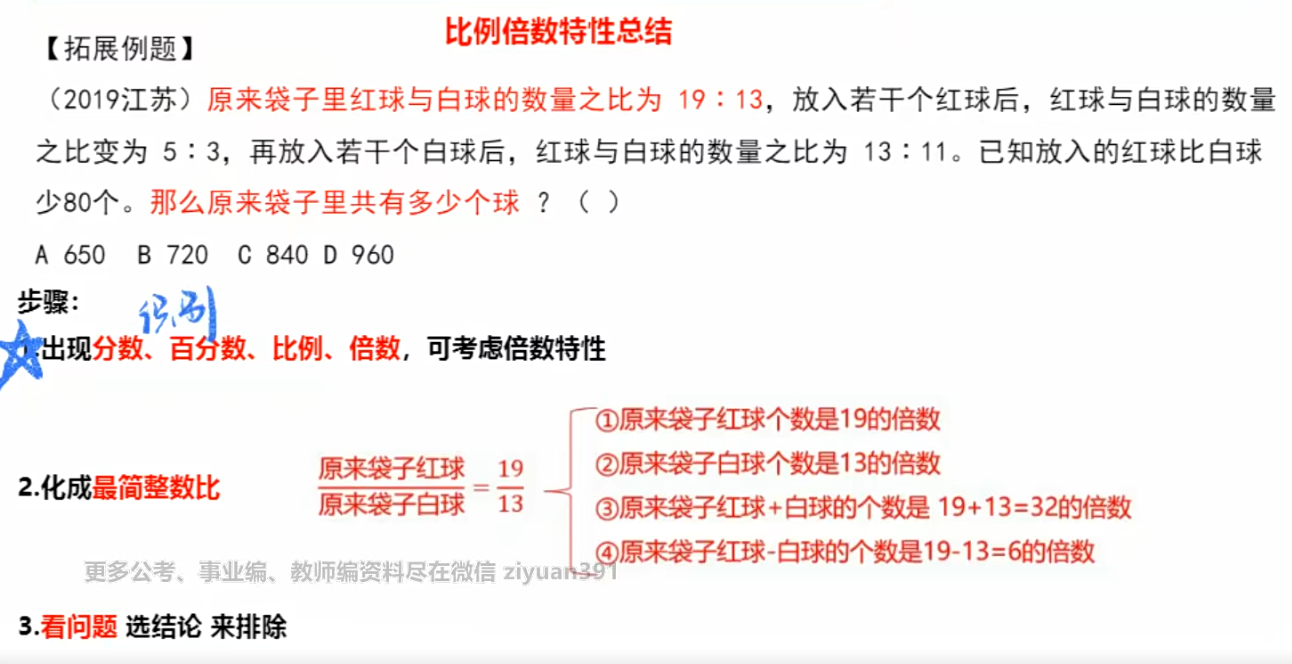 比例倍数特性总结
【拓展例题】
（2019江苏）原来袋子里红球与白球的数量之比为 19：13，放入若干个红球后，红球与白球的数量
之比变为 5：3，再放入若干个白球后，红球与白球的数量之比为 13：11。已知放入的红球比白球
少80个。那么原来袋子里共有多少个球 ？（ ）
A 650 B 720 C 840 D 960
步骤：
识别
1.出现分数、百分数、比例、倍数，可考虑倍数特性
①原来袋子红球个数是19的倍数
②原来袋子白球个数是13的倍数
2.化成最简整数比
原来袋子红球
原来袋子白球
=
19
13
③原来袋子红球+白球的个数是 19+13=32的倍数
④原来袋子红球-白球的个数是19-13=6的倍数
更多公考、事业编、教师编资料尽在微信 ziyuan391
3.看问题 选结论 来排除